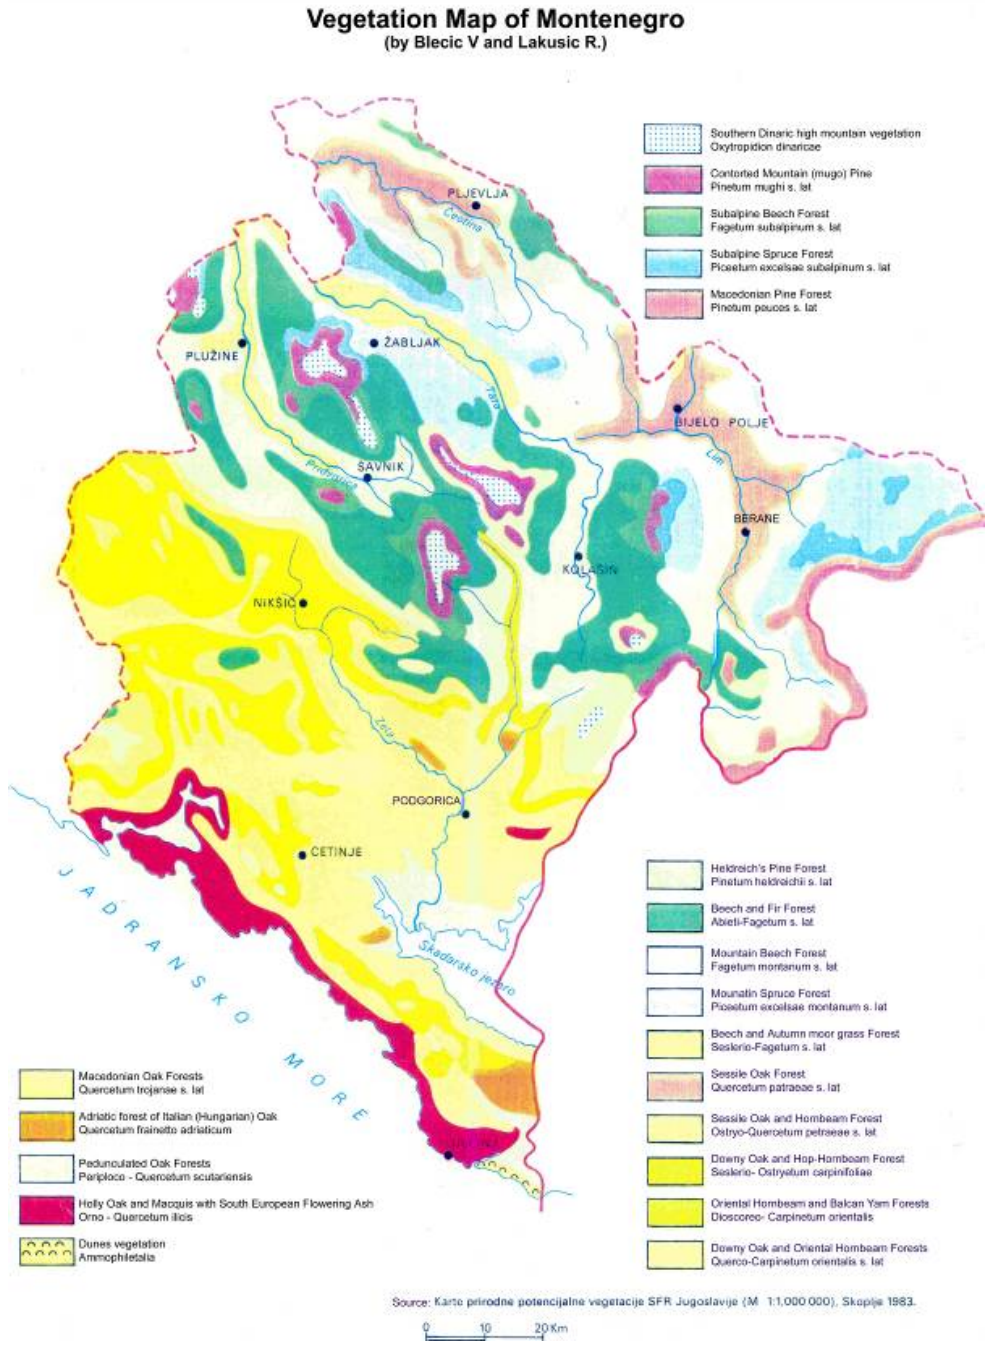 Vegetation Map of Montenegro
(by Blecic V and Lakusic R.)
Southern Dinaric high mountain vegetation
Oxytropidion dinaricae
Contorted Mountain (mugo) Pine
Pinetum mughi s. lat
Subalpine Beech Forest
Fagetum subalpinum s. lat
Subalpine Spruce Forest
Piceetum excelsae subalpinum s. lat
Macedonian Pine Forest
Pinetum peuces s. lat
PLJEVLJA
Ćeotina
PLUŽINE
ŽABLJAK
Tara
BIJELO POLJE
Lim
ŠAVNIK
Pridvorica
BERANE
KOLAŠIN
NIKŠIĆ
Zeta
PODGORICA
CETINJE
Skadarsko jezero
JADRANSKO MORE
Heldreich's Pine Forest
Pinetum heldreichii s. lat
Beech and Fir Forest
Abieti-Fagetum s. lat
Mountain Beech Forest
Fagetum montanum s. lat
Mounatin Spruce Forest
Piceetum excelsae montanum s. lat
Beech and Autumn moor grass Forest
Seslerio-Fagetum s. lat
Sessile Oak Forest
Quercetum patraeae s. lat
Sessile Oak and Hornbeam Forest
Ostryo-Quercetum petraeae s. lat
Downy Oak and Hop-Hornbeam Forest
Seslerio- Ostryetum carpinifoliae
Oriental Hornbeam and Balcan Yam Forests
Dioscoreo- Carpinetum orientalis
Downy Oak and Oriental Hornbeam Forests
Querco-Carpinetum orientalis s. lat
Macedonian Oak Forests
Quercetum trojanae s. lat
Adriatic forest of Italian (Hungarian) Oak
Quercetum frainetto adriaticum
Pedunculated Oak Forests
Periploco - Quercetum scutariensis
Holly Oak and Macquis with South European Flowering Ash
Orno - Quercetum ilicis
Dunes vegetation
Ammophiletalia
Source: Karto prirodne potencijalne vegetacije SFR Jugoslavije (M 1:1,000 000), Skoplje 1983.
0 10 20 Km